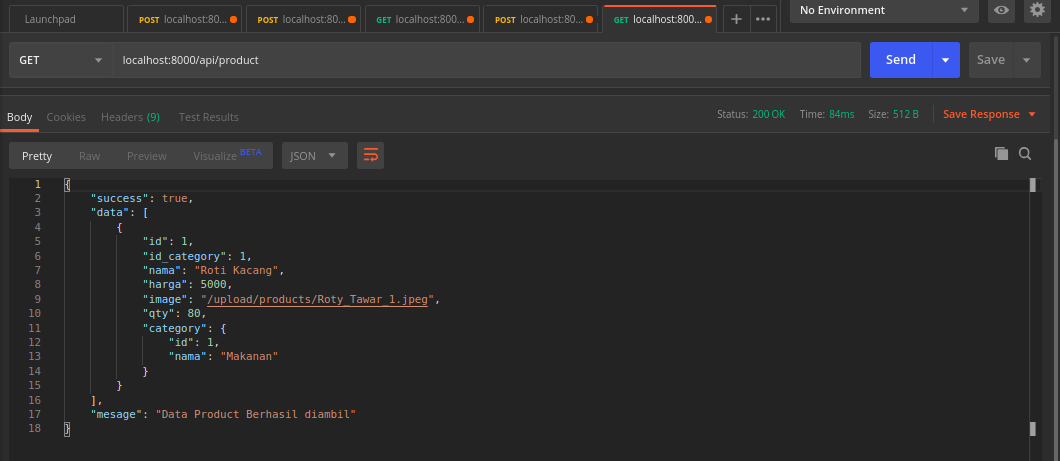 Launchpad
POST localhost:80...
POST localhost:80...
GET localhost:800...
POST localhost:80...
GET localhost:800...
+
•••
No Environment
GET
localhost:8000/api/product
Send
Save
Body
Cookies
Headers (9)
Test Results
Status: 200 OK
Time: 84ms
Size: 512 B
Save Response
Pretty
Raw
Preview
Visualize BETA
JSON
1 {
2 "success": true,
3 "data": [
4 {
5 "id": 1,
6 "id_category": 1,
7 "nama": "Roti Kacang",
8 "harga": 5000,
9 "image": "/upload/products/Roty_Tawar_1.jpeg",
10 "qty": 80,
11 "category": {
12 "id": 1,
13 "nama": "Makanan"
14 }
15 }
16 ],
17 "mesage": "Data Product Berhasil diambil"
18 }